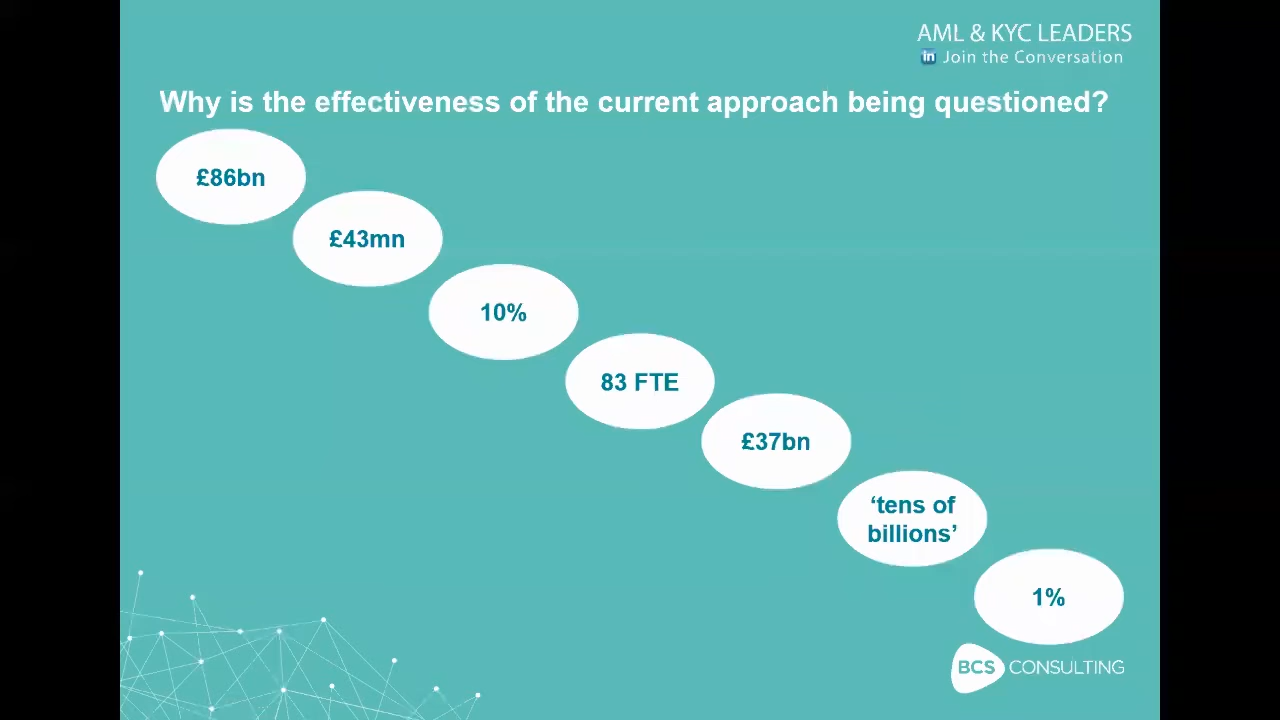 AML & KYC LEADERS
in Join the Conversation
Why is the effectiveness of the current approach being questioned?
£86bn
£43mn
10%
83 FTE
£37bn
‘tens of
billions’
1%
BCS CONSULTING